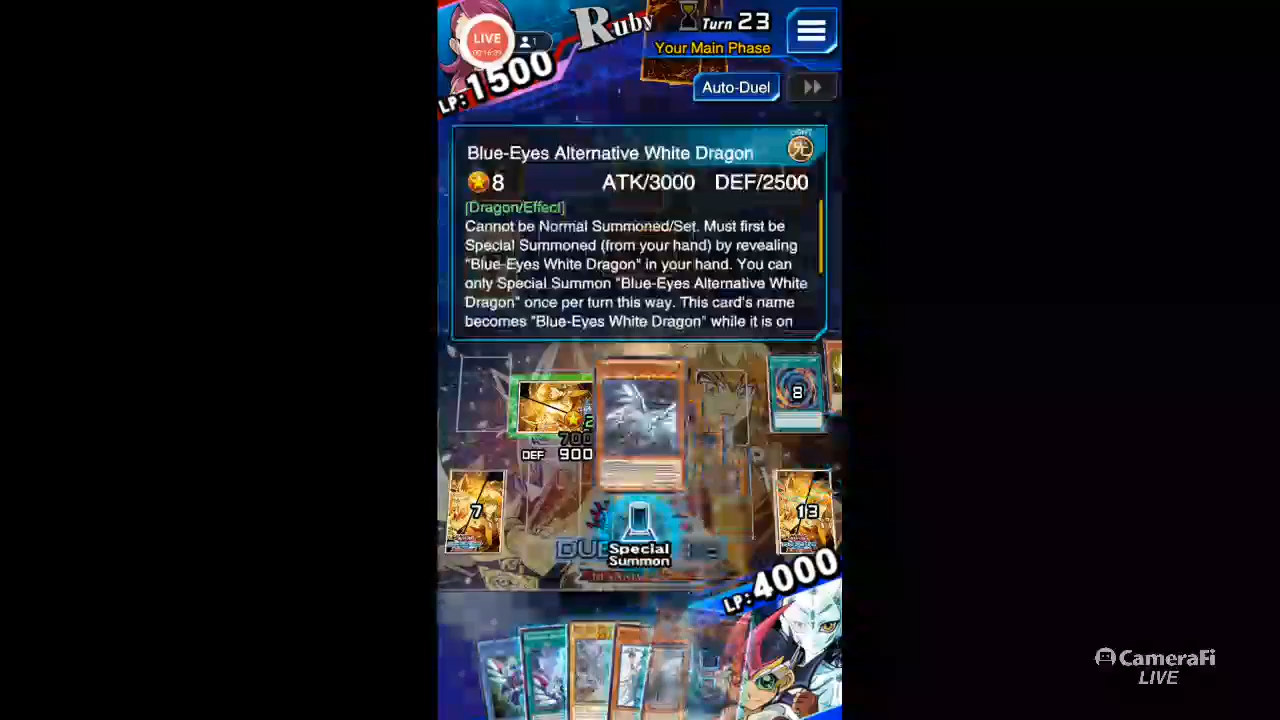 LIVE
1
Ruby
Turn 23
Your Main Phase
LP:1500
Auto-Duel
Blue-Eyes Alternative White Dragon
8
ATK/3000 DEF/2500
[Dragon/Effect]
Cannot be Normal Summoned/Set. Must first be
Special Summoned (from your hand) by revealing
"Blue-Eyes White Dragon" in your hand. You can
only Special Summon "Blue-Eyes Alternative White
Dragon" once per turn this way. This card's name
becomes "Blue-Eyes White Dragon" while it is on
8
2
700
DEF 900
7
13
Special
Summon
LP:4000
CameraFi
LIVE